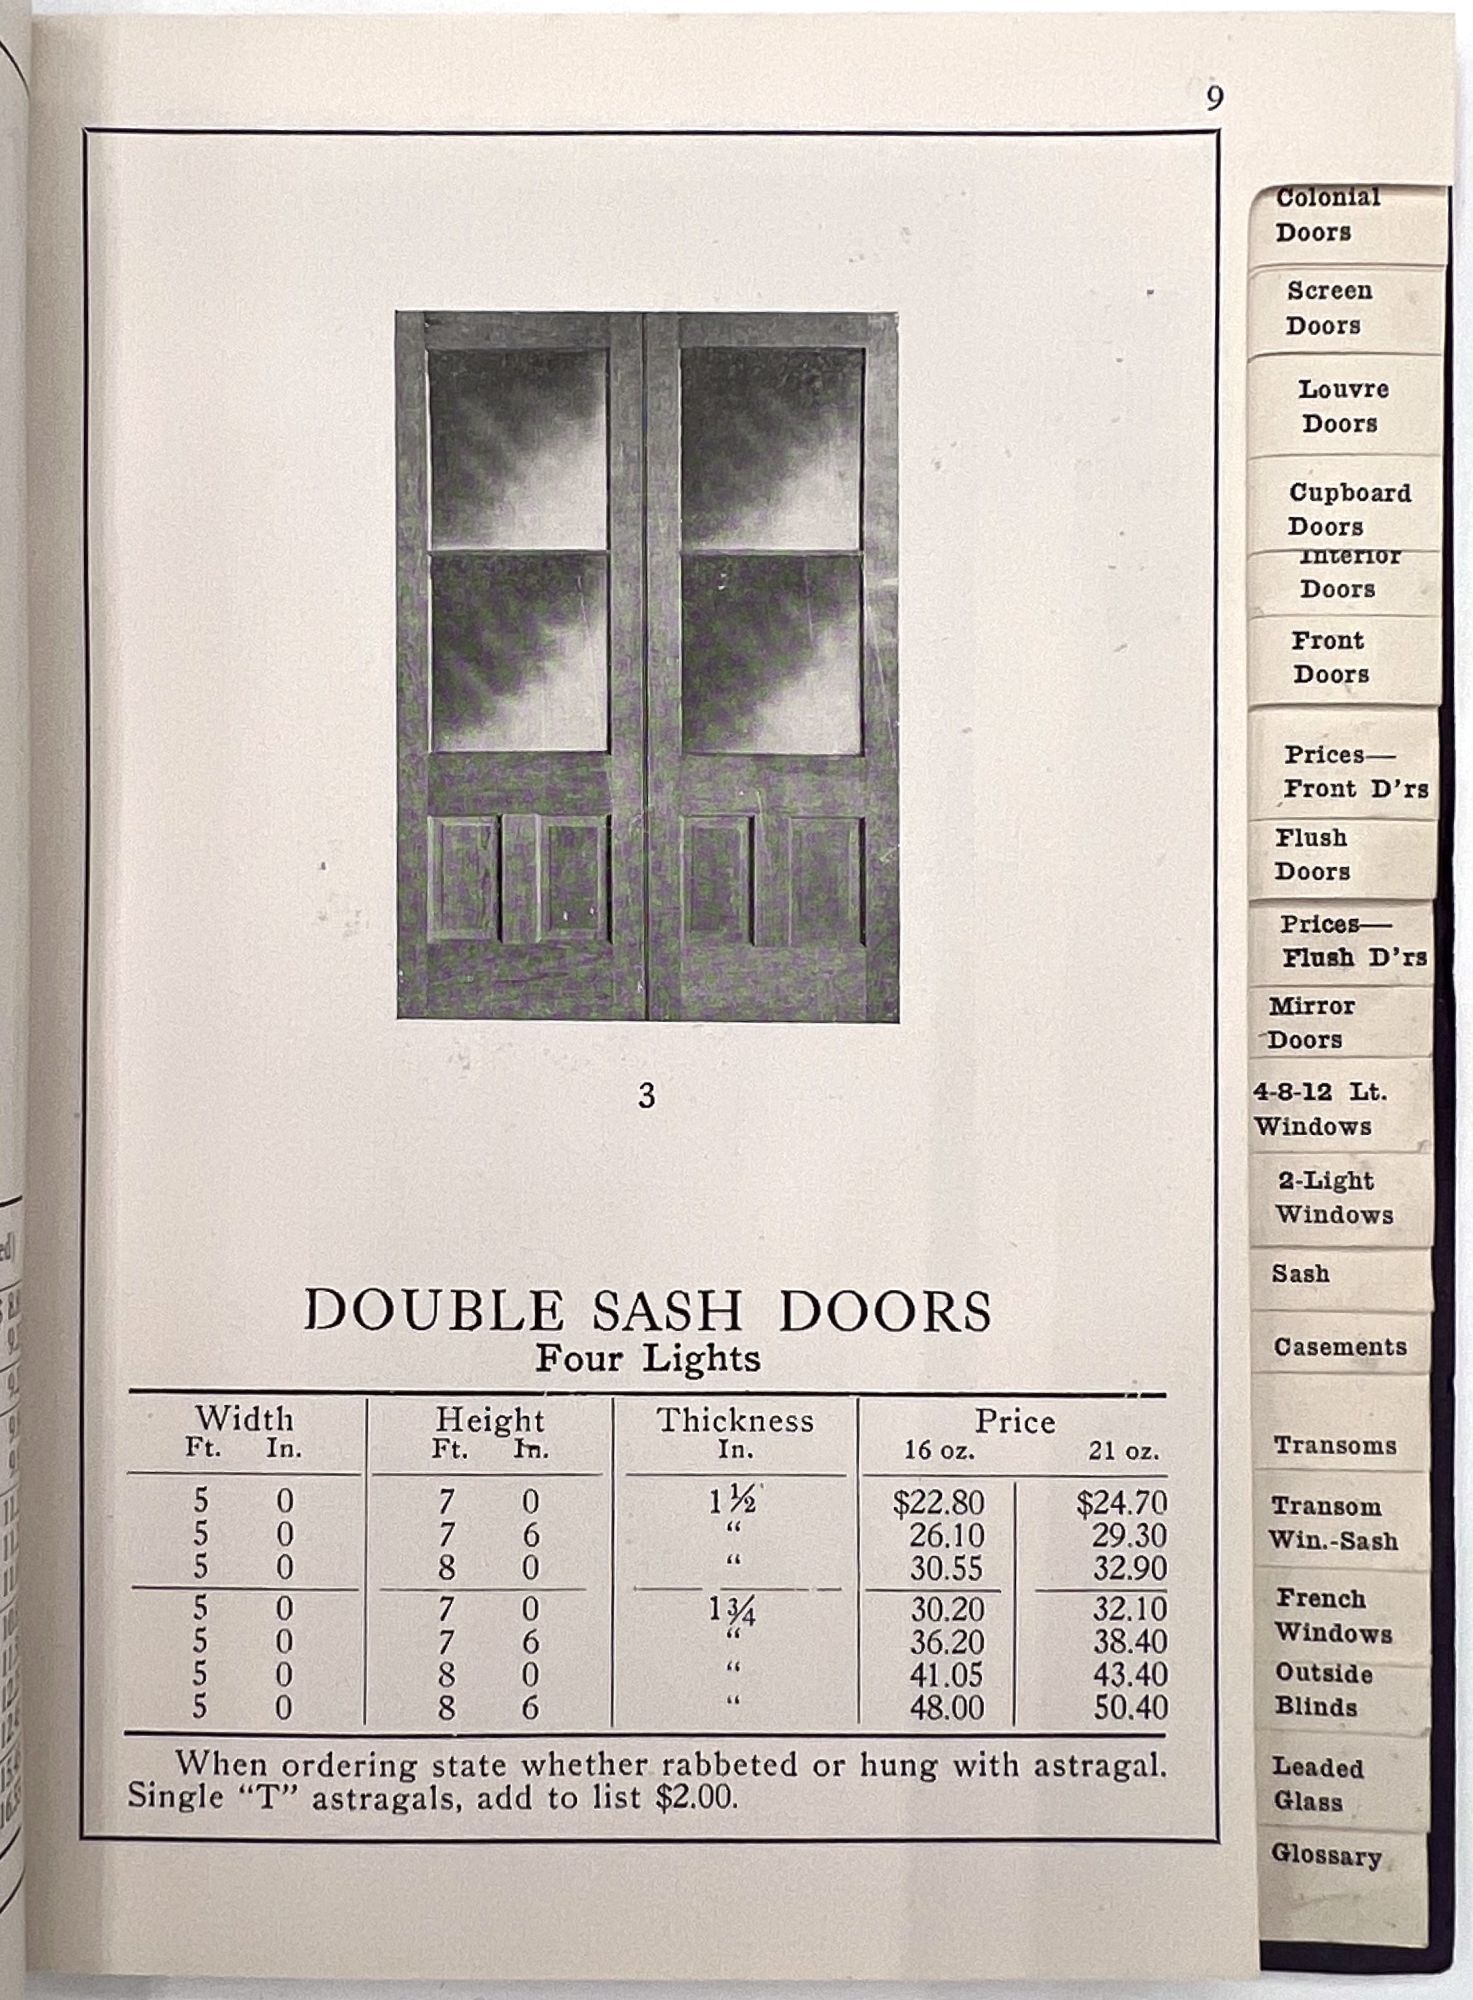 9
3
DOUBLE SASH DOORS
Four Lights
Width Height Thickness Price
Ft. In. Ft. In. In. 16 oz. 21 oz.
5 0 7 0 1½ $22.80 $24.70
5 0 7 6 “ 26.10 29.30
5 0 8 0 “ 30.55 32.90
5 0 7 0 1¾ 30.20 32.10
5 0 7 6 “ 36.20 38.40
5 0 8 0 “ 41.05 43.40
5 0 8 6 “ 48.00 50.40
When ordering state whether rabbeted or hung with astragal.
Single “T” astragals, add to list $2.00.
Colonial
Doors
Screen
Doors
Louvre
Doors
Cupboard
Doors
Interior
Doors
Front
Doors
Prices—
Front D’rs
Flush
Doors
Prices—
Flush D’rs
Mirror
Doors
4-8-12 Lt.
Windows
2-Light
Windows
Sash
Casements
Transoms
Transom
Win.-Sash
French
Windows
Outside
Blinds
Leaded
Glass
Glossary